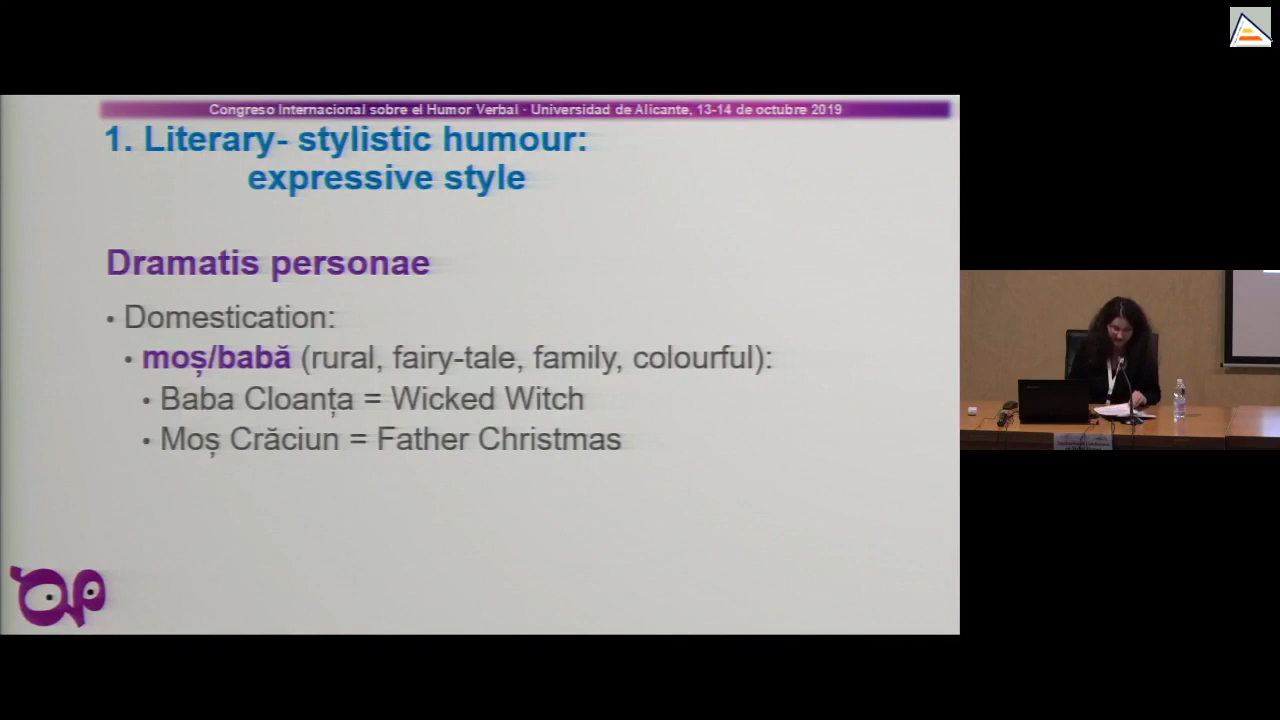 Congreso Internacional sobre el Humor Verbal · Universidad de Alicante, 13-14 de octubre 2019
1. Literary- stylistic humour:
expressive style
Dramatis personae
• Domestication:
• moș/babă (rural, fairy-tale, family, colourful):
• Baba Cloanța = Wicked Witch
• Moș Crăciun = Father Christmas